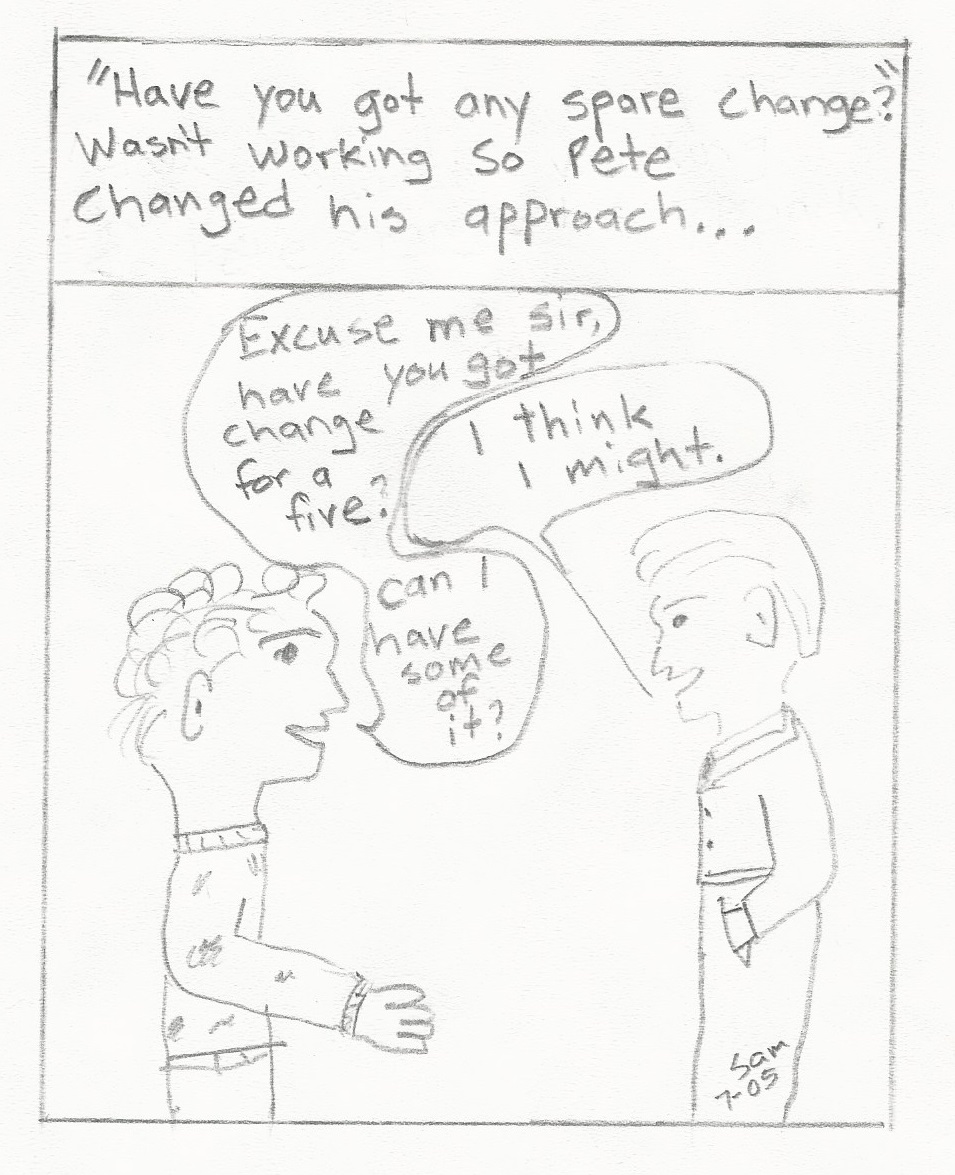 "Have you got any spare change?"
Wasn't working So Pete
Changed his approach...
Excuse me sir,
have you got
change
for a
five?
I think
I might.
Can I
have
some
of
it?
Sam
7-05